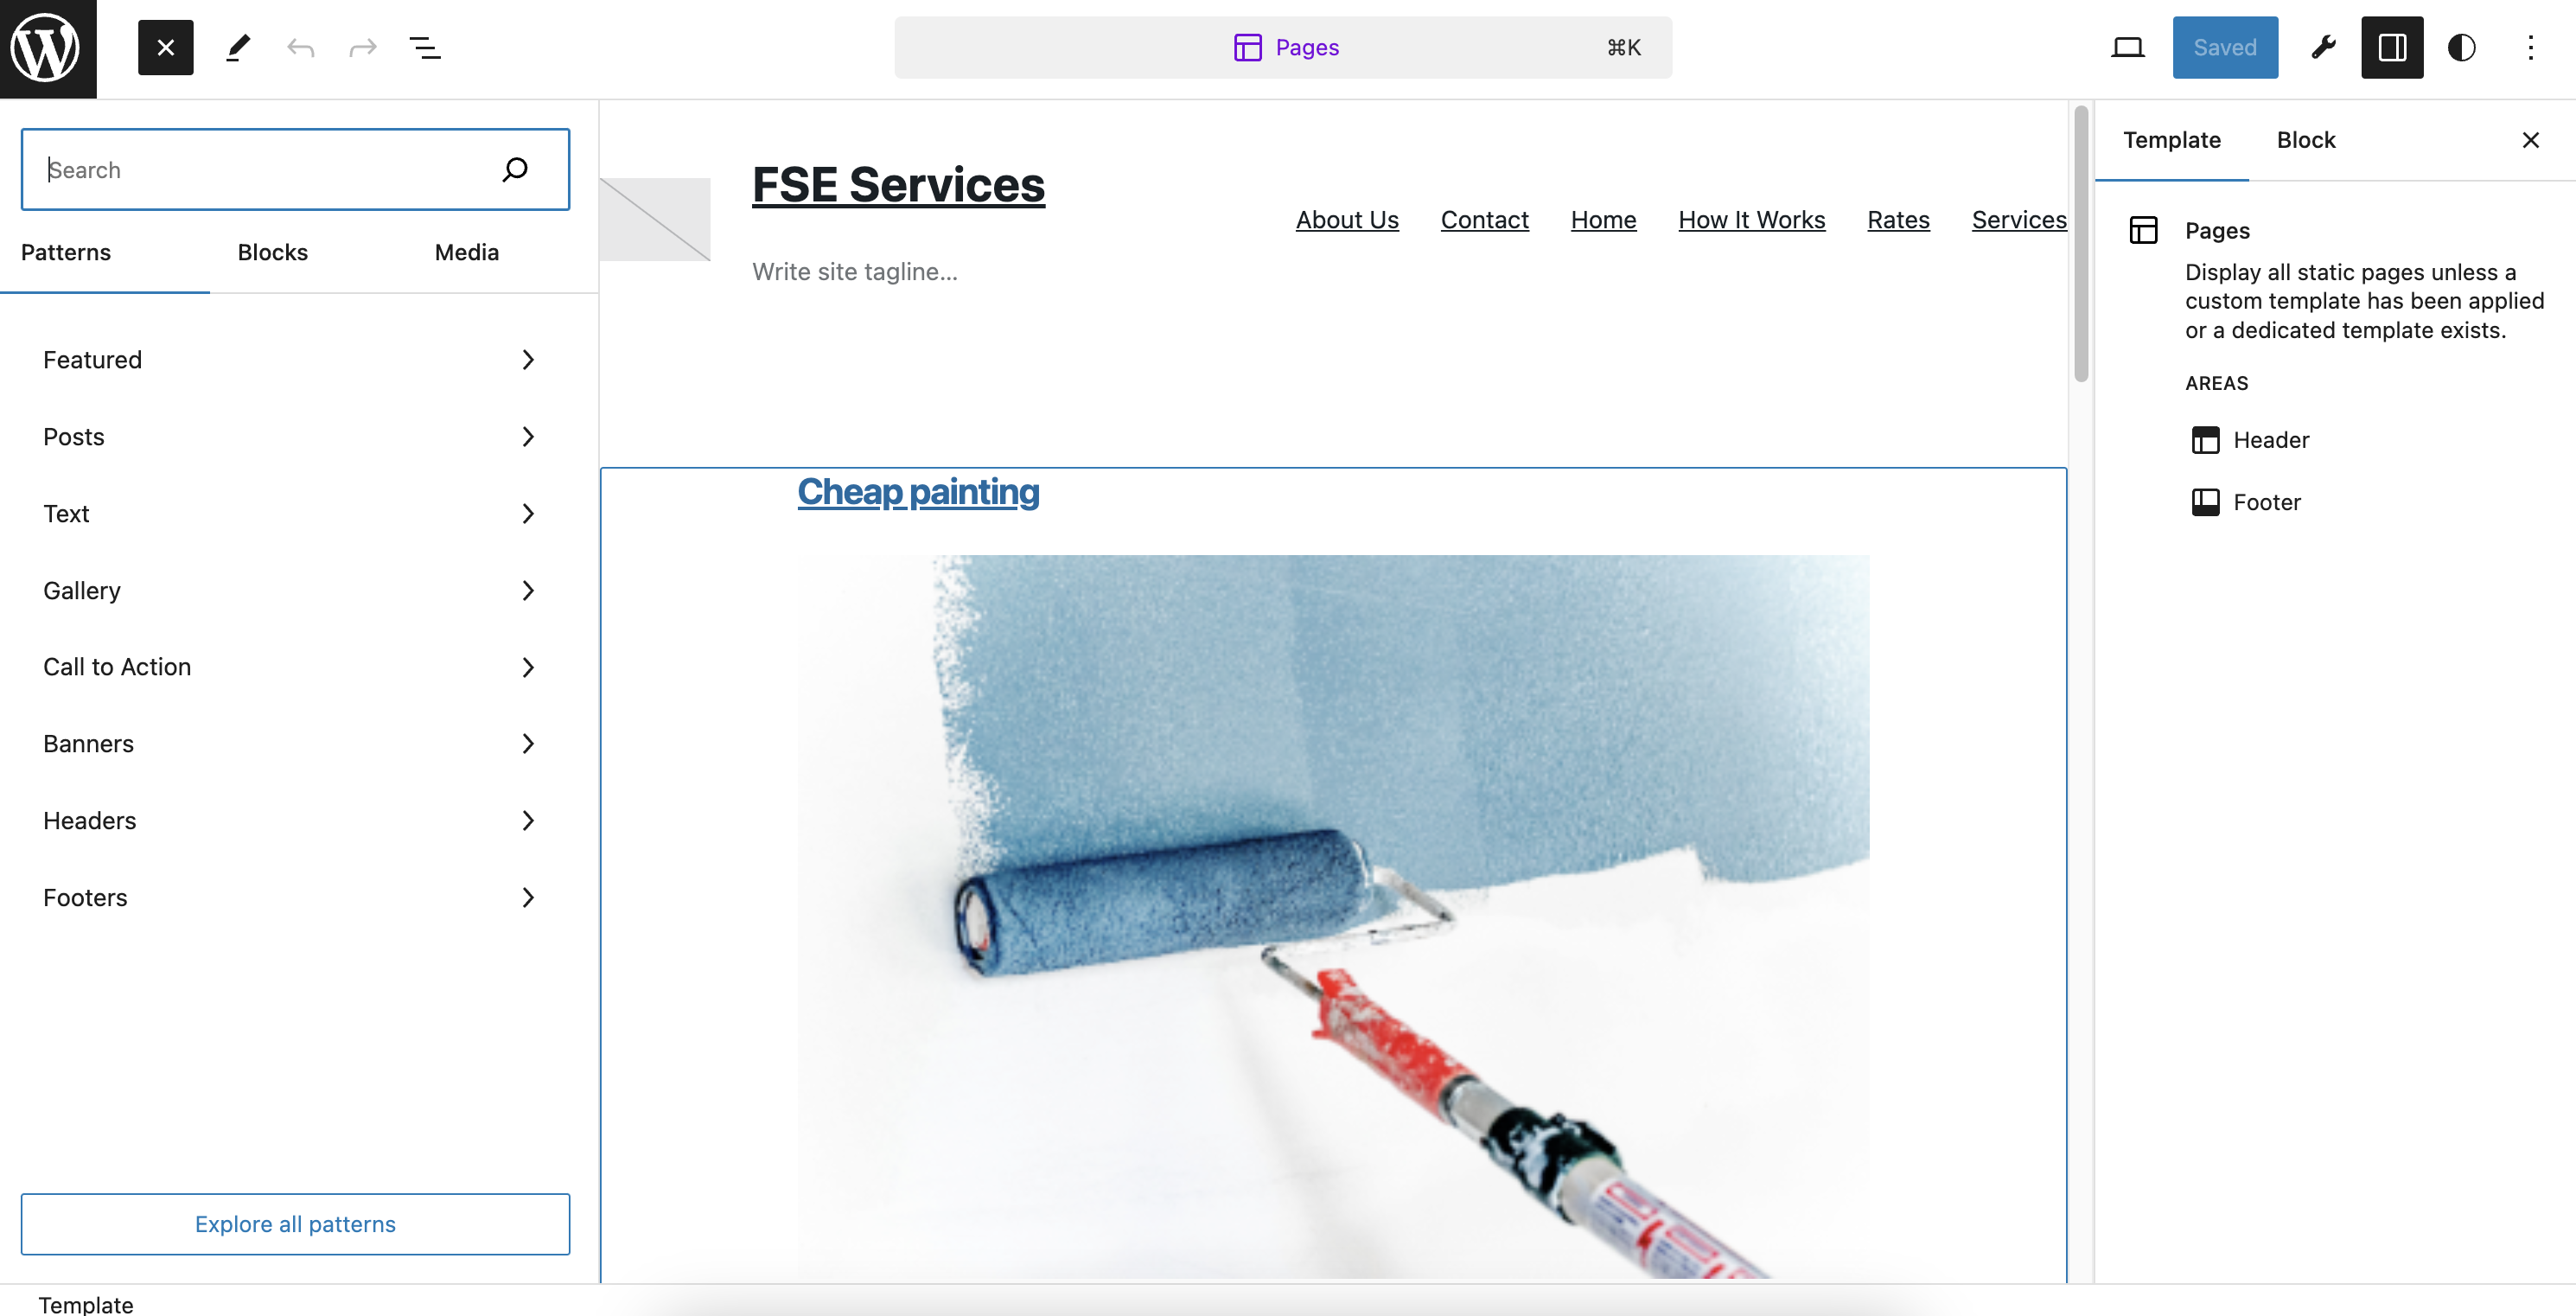 Pages
⌘K
Saved
Search
Patterns
Blocks
Media
Featured
Posts
Text
Gallery
Call to Action
Banners
Headers
Footers
Explore all patterns
FSE Services
Write site tagline...
About Us Contact Home How It Works Rates Services
Cheap painting
Template
Block
Pages
Display all static pages unless a
custom template has been applied
or a dedicated template exists.
AREAS
Header
Footer
Template